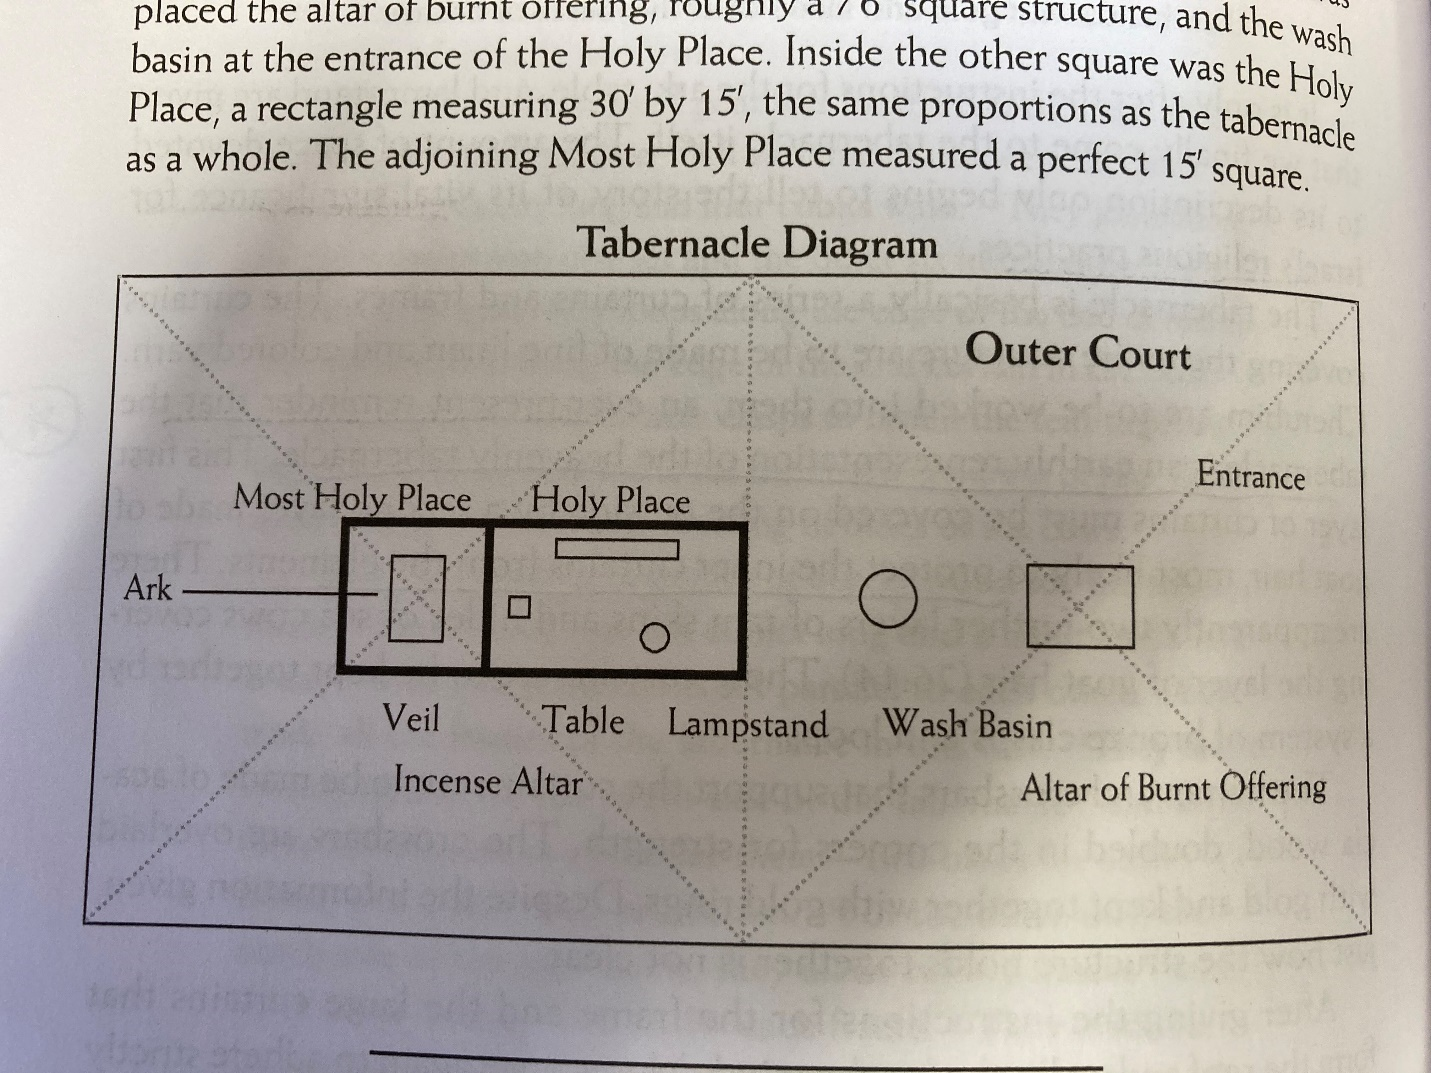 placed the altar of burnt offering, roughly a 7'6" square structure, and the wash
basin at the entrance of the Holy Place. Inside the other square was the Holy
Place, a rectangle measuring 30' by 15', the same proportions as the tabernacle
as a whole. The adjoining Most Holy Place measured a perfect 15' square.
Tabernacle Diagram
Outer Court
Entrance
Most Holy Place
Holy Place
Ark
Veil
Table
Lampstand
Wash Basin
Incense Altar
Altar of Burnt Offering